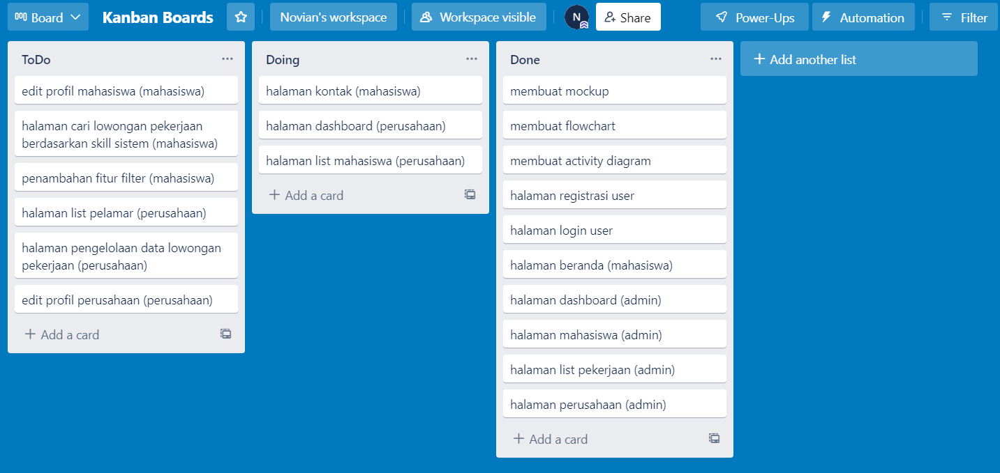 Board
Kanban Boards
Novian's workspace
Workspace visible
N
Share
Power-Ups
Automation
Filter
ToDo
edit profil mahasiswa (mahasiswa)
halaman cari lowongan pekerjaan
berdasarkan skill sistem (mahasiswa)
penambahan fitur filter (mahasiswa)
halaman list pelamar (perusahaan)
halaman pengelolaan data lowongan
pekerjaan (perusahaan)
edit profil perusahaan (perusahaan)
+ Add a card
Doing
halaman kontak (mahasiswa)
halaman dashboard (perusahaan)
halaman list mahasiswa (perusahaan)
+ Add a card
Done
membuat mockup
membuat flowchart
membuat activity diagram
halaman registrasi user
halaman login user
halaman beranda (mahasiswa)
halaman dashboard (admin)
halaman mahasiswa (admin)
halaman list pekerjaan (admin)
halaman perusahaan (admin)
+ Add a card
+ Add another list